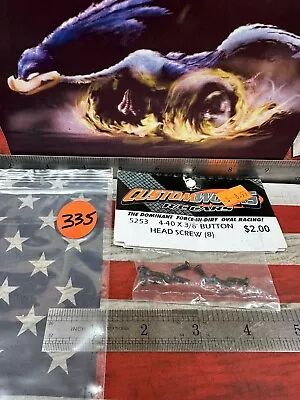 CUSTOMWORKS
THE DOMINANT FORCE IN DIRT OVAL RACING!
5253 4-40 X 3/8" BUTTON
HEAD SCREW (8) $2.00
335
INCH 1 2 3 4 5